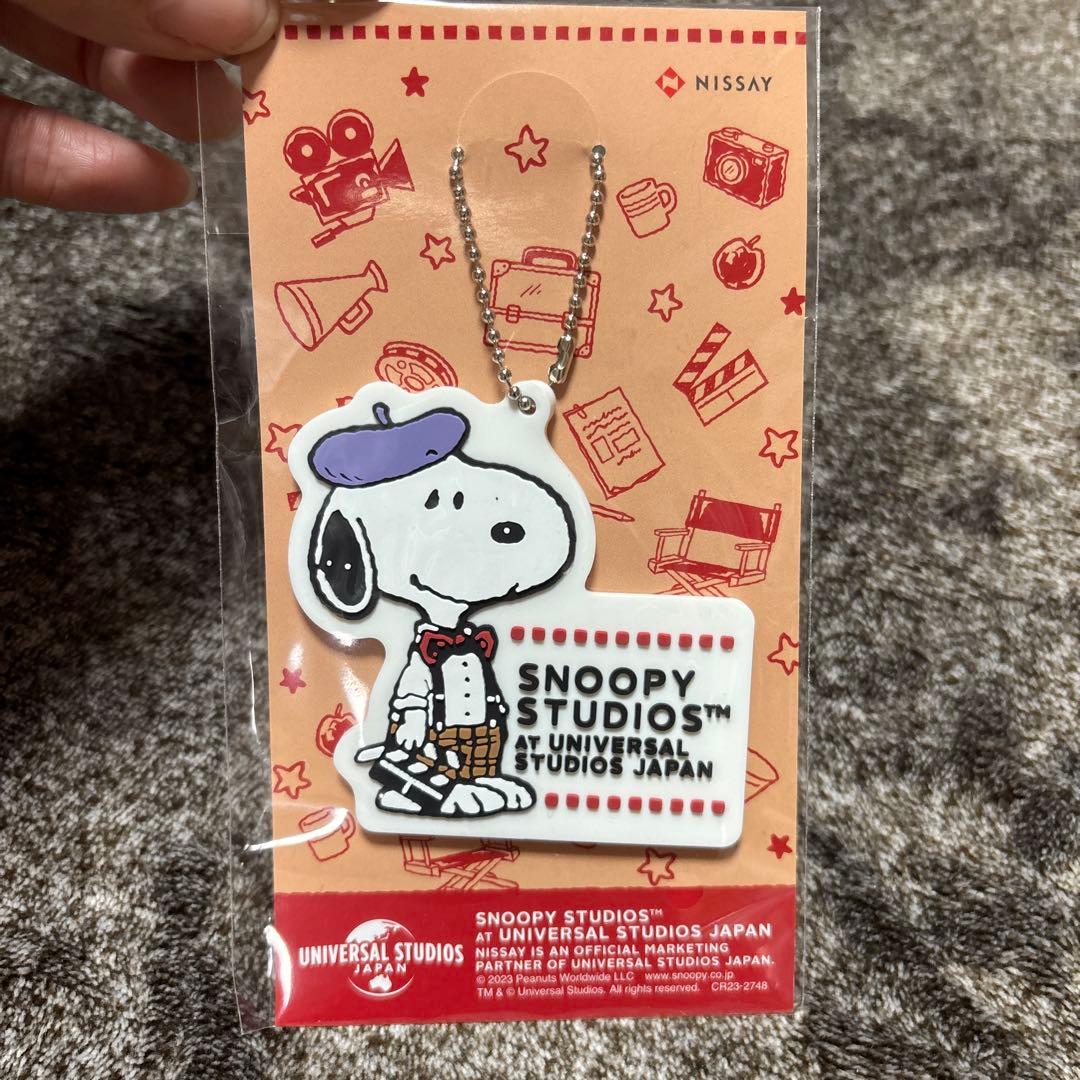 NISSAY
SNOOPY
STUDIOS™
AT UNIVERSAL
STUDIOS JAPAN
UNIVERSAL STUDIOS
JAPAN
SNOOPY STUDIOS™
AT UNIVERSAL STUDIOS JAPAN
NISSAY IS AN OFFICIAL MARKETING
PARTNER OF UNIVERSAL STUDIOS JAPAN.
© 2023 Peanuts Worldwide LLC www.snoopy.co.jp
TM & © Universal Studios. All rights reserved. CR23-2748